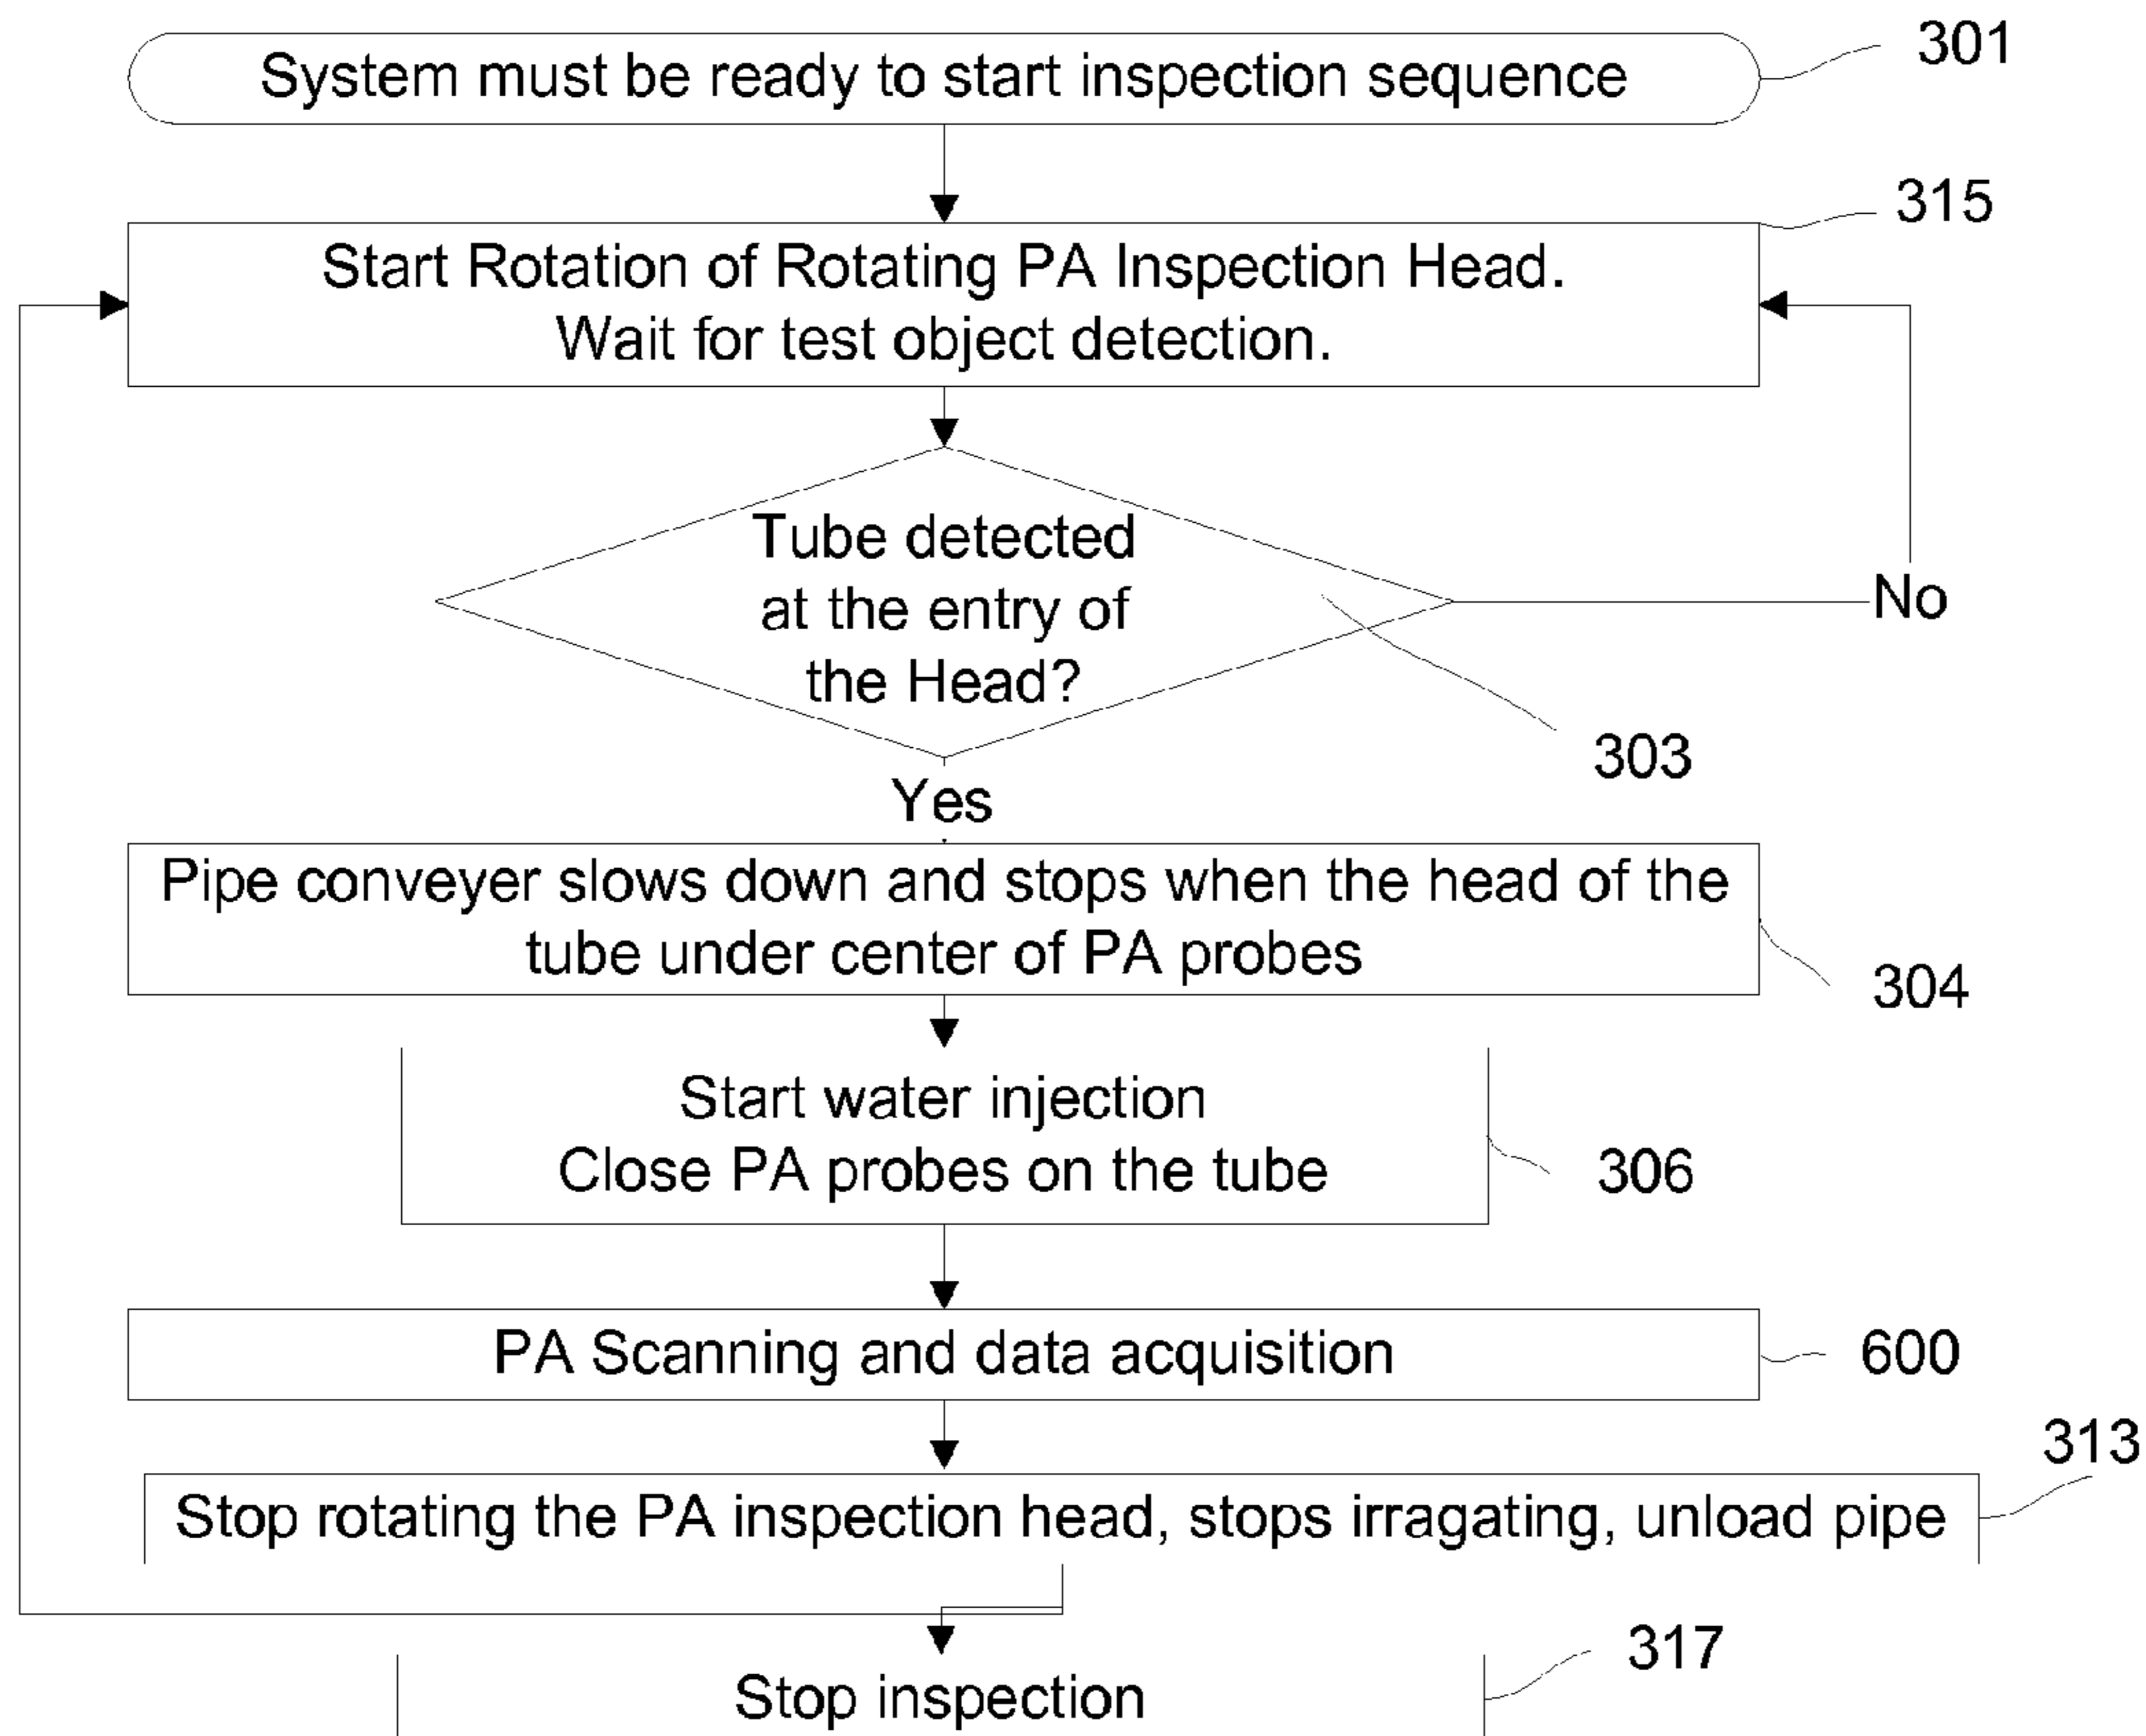 System must be ready to start inspection sequence
301
315
Start Rotation of Rotating PA Inspection Head.
Wait for test object detection.
Tube detected
at the entry of
the Head?
No
303
Yes
Pipe conveyer slows down and stops when the head of the
tube under center of PA probes
304
Start water injection
Close PA probes on the tube
306
PA Scanning and data acquisition
600
313
Stop rotating the PA inspection head, stops irragating, unload pipe
317
Stop inspection